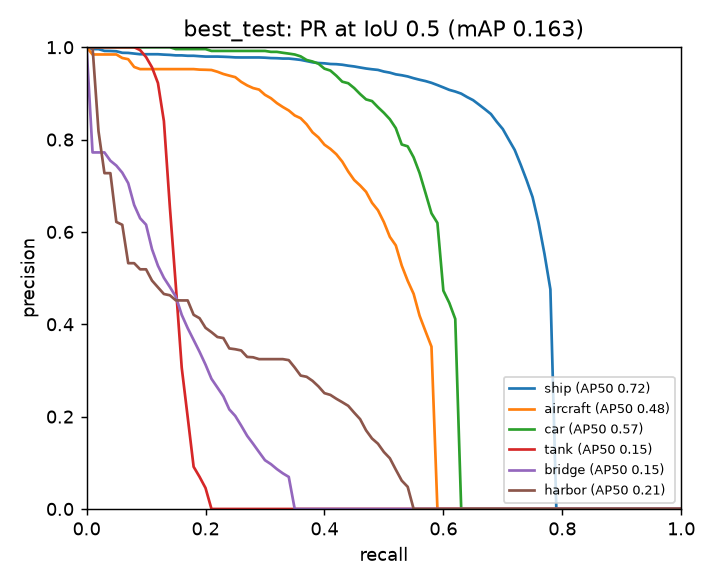 best_test: PR at IoU 0.5 (mAP 0.163)
1.0
0.8
0.6
0.4
0.2
0.0
precision
ship (AP50 0.72)
aircraft (AP50 0.48)
car (AP50 0.57)
tank (AP50 0.15)
bridge (AP50 0.15)
harbor (AP50 0.21)
0.0 0.2 0.4 0.6 0.8 1.0
recall